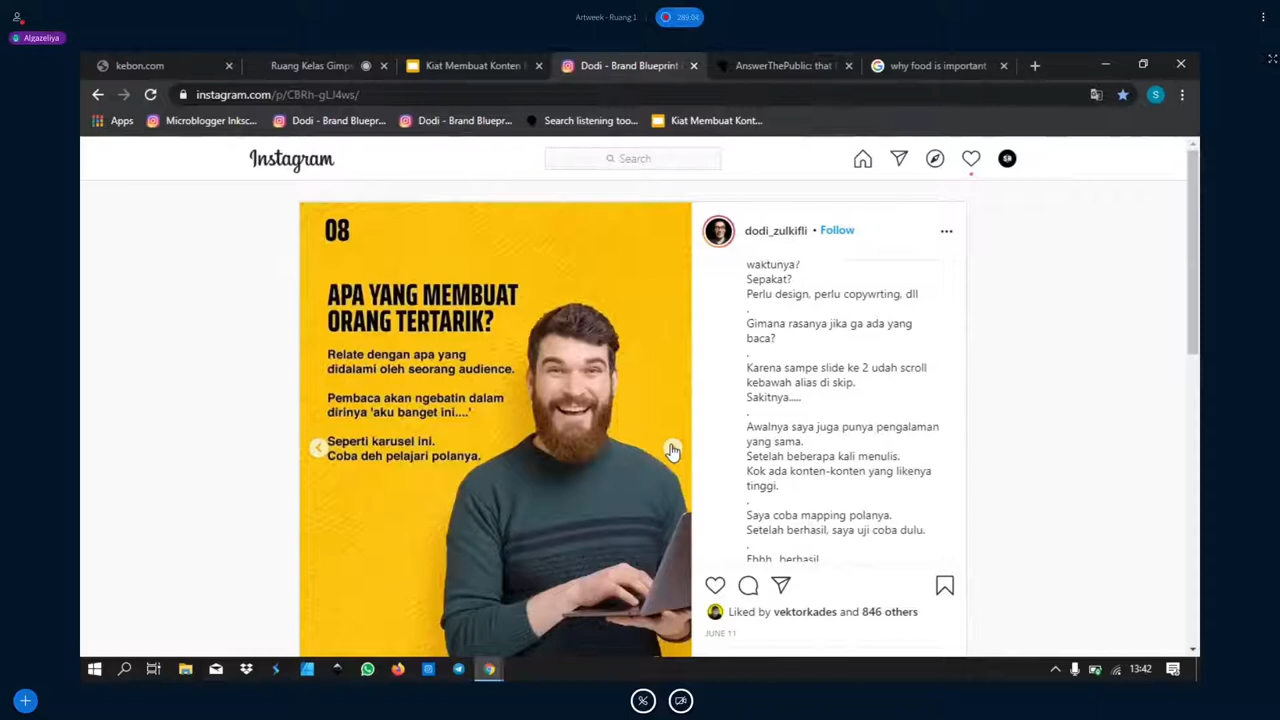 Artweek - Ruang 1
289:04
Algazeliya
kebon.com
Ruang Kelas Gimp
Kiat Membuat Konten
Dodi - Brand Blueprint
AnswerThePublic: that
why food is important
instagram.com/p/CBRh-gLJ4ws/
S
Apps
Microblogger Inksc...
Dodi - Brand Bluepr...
Dodi - Brand Bluepr...
Search listening too...
Kiat Membuat Kont...
Instagram
Search
08
APA YANG MEMBUAT
ORANG TERTARIK?
Relate dengan apa yang
didalami oleh seorang audience.
Pembaca akan ngebatin dalam
dirinya 'aku banget ini....'
Seperti karusel ini.
Coba deh pelajari polanya.
dodi_zulkifli • Follow
waktunya?
Sepakat?
Perlu design, perlu copywrting, dll
.
Gimana rasanya jika ga ada yang
baca?
.
Karena sampe slide ke 2 udah scroll
kebawah alias di skip.
Sakitnya.....
.
Awalnya saya juga punya pengalaman
yang sama.
Setelah beberapa kali menulis.
Kok ada konten-konten yang likenya
tinggi.
.
Saya coba mapping polanya.
Setelah berhasil, saya uji coba dulu.
.
Ehhh.. berhasil
Liked by vektorkades and 846 others
JUNE 11
13:42